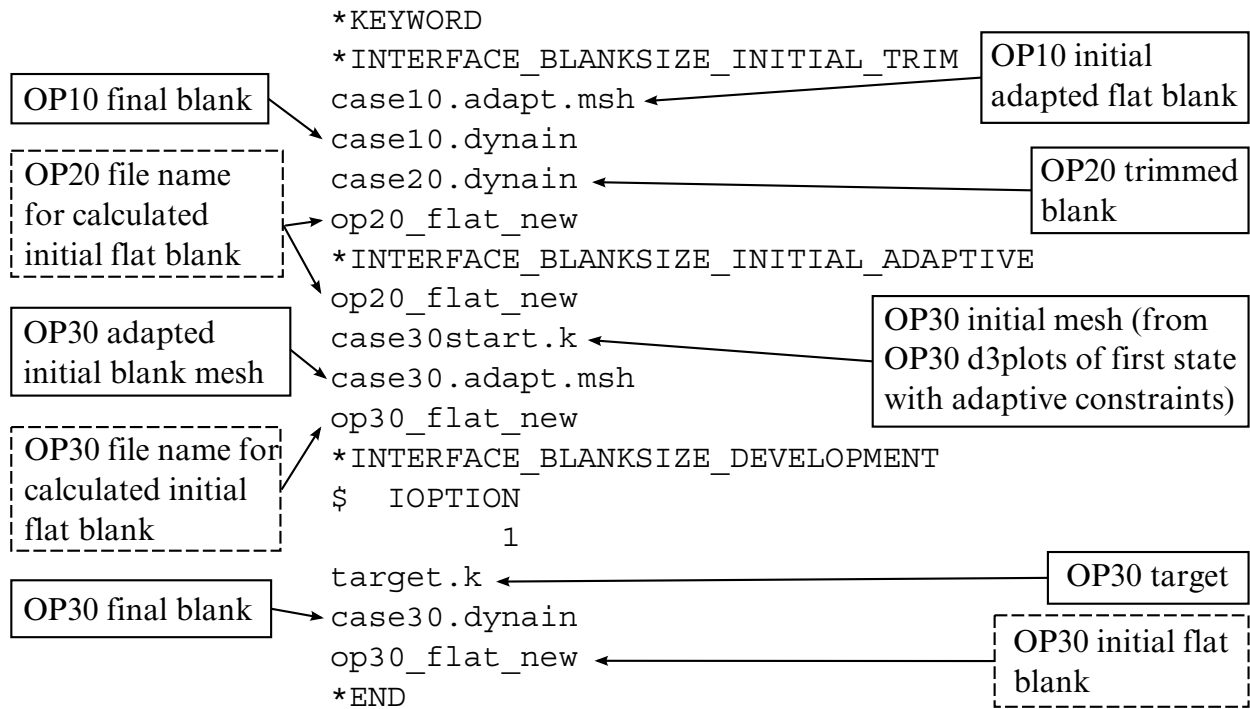 *KEYWORD
*INTERFACE_BLANKSIZE_INITIAL_TRIM
case10.adapt.msh
case10.dynain
case20.dynain
op20_flat_new
*INTERFACE_BLANKSIZE_INITIAL_ADAPTIVE
op20_flat_new
case30start.k
case30.adapt.msh
op30_flat_new
*INTERFACE_BLANKSIZE_DEVELOPMENT
$ IOPTION
1
target.k
case30.dynain
op30_flat_new
*END
OP10 final blank
OP20 file name
for calculated
initial flat blank
OP30 adapted
initial blank mesh
OP30 file name for
calculated initial
flat blank
OP30 final blank
OP10 initial
adapted flat blank
OP20 trimmed
blank
OP30 initial mesh (from
OP30 d3plots of first state
with adaptive constraints)
OP30 target
OP30 initial flat
blank